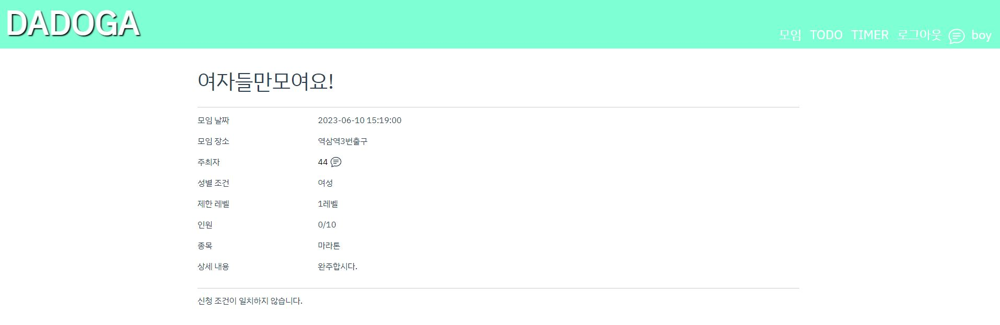 DADOGA
모임 TODO TIMER 로그아웃 boy
여자들만모여요!
모임 날짜 2023-06-10 15:19:00
모임 장소 역삼역3번출구
주최자 44
성별 조건 여성
제한 레벨 1레벨
인원 0/10
종목 마라톤
상세 내용 완주합시다.
신청 조건이 일치하지 않습니다.